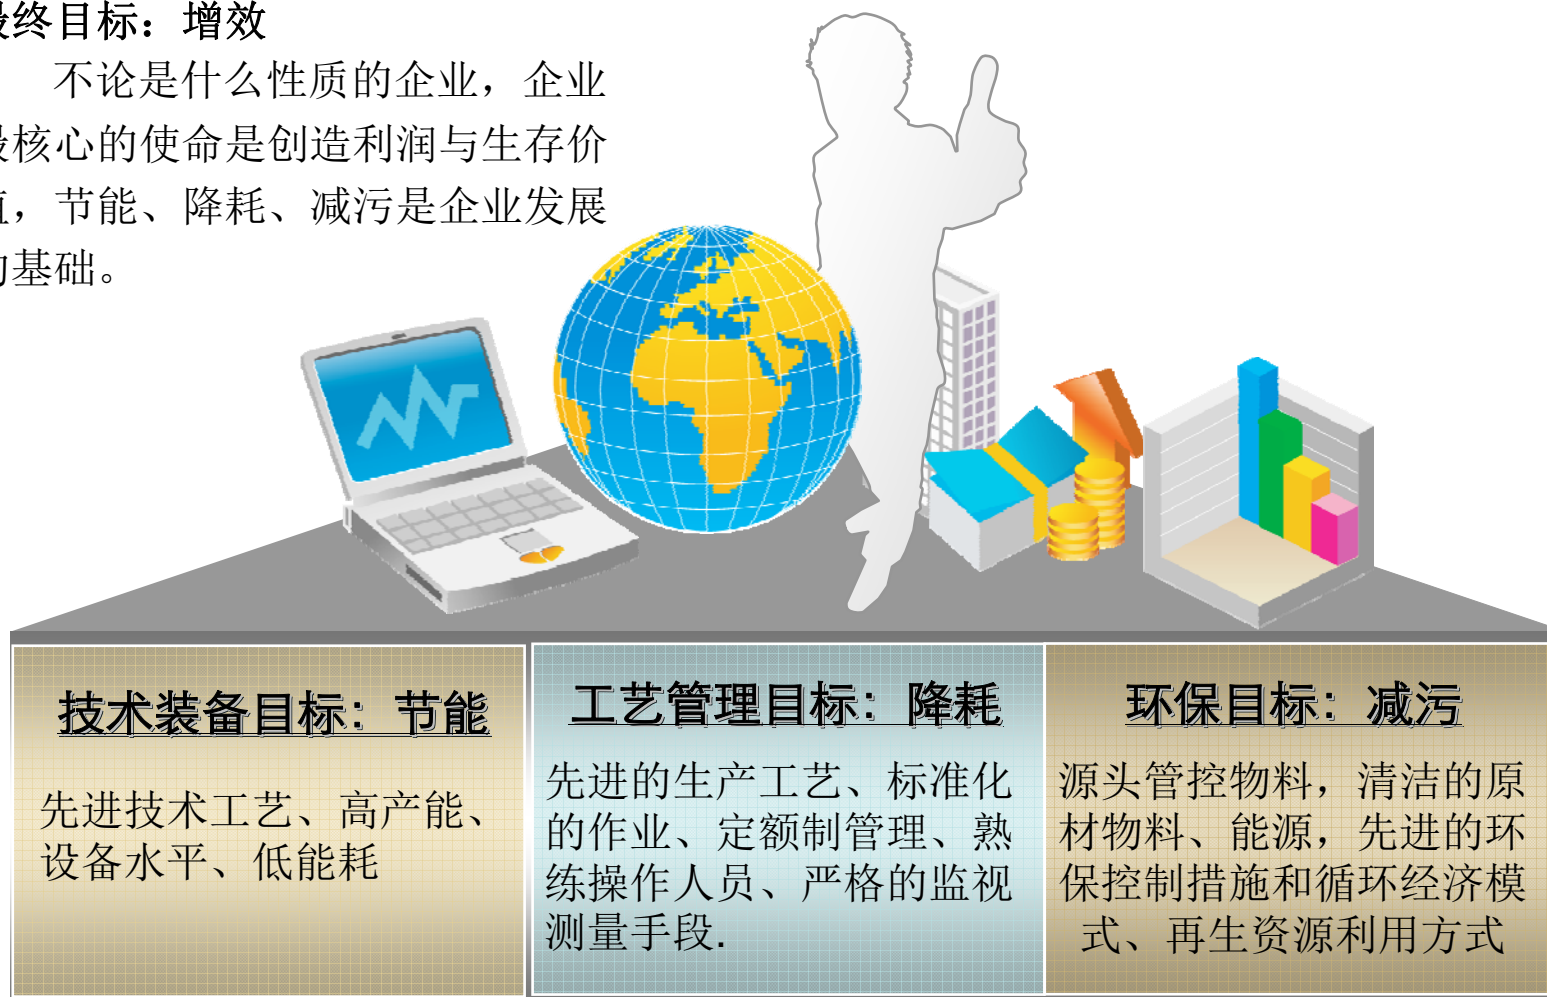 最终目标：增效
不论是什么性质的企业，企业
最核心的使命是创造利润与生存价
值，节能、降耗、减污是企业发展
的基础。
技术装备目标：节能
先进技术工艺、高产能、
设备水平、低能耗
工艺管理目标：降耗
先进的生产工艺、标准化
的作业、定额制管理、熟
练操作人员、严格的监视
测量手段.
环保目标：减污
源头管控物料，清洁的原
材物料、能源，先进的环
保控制措施和循环经济模
式、再生资源利用方式